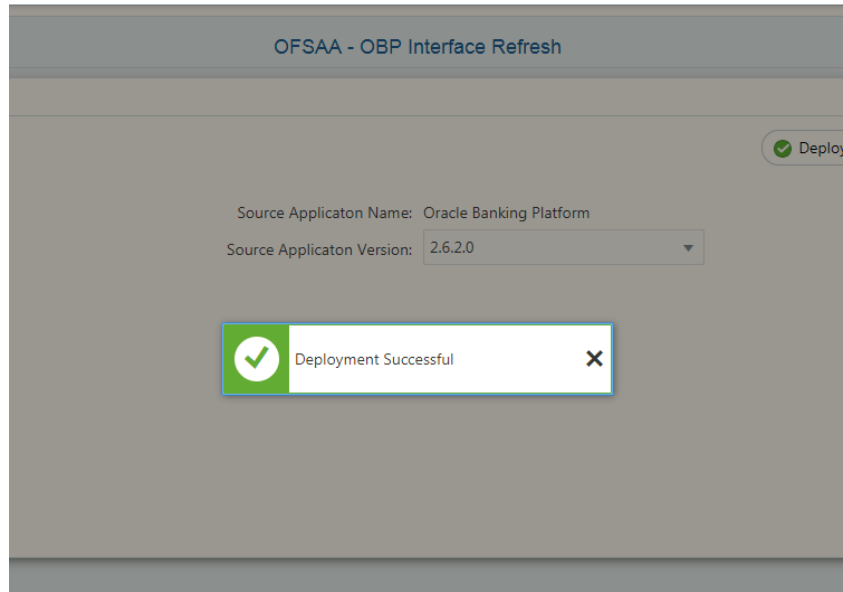 OFSAA - OBP Interface Refresh
Deploy
Source Applicaton Name: Oracle Banking Platform
Source Applicaton Version: 2.6.2.0
Deployment Successful